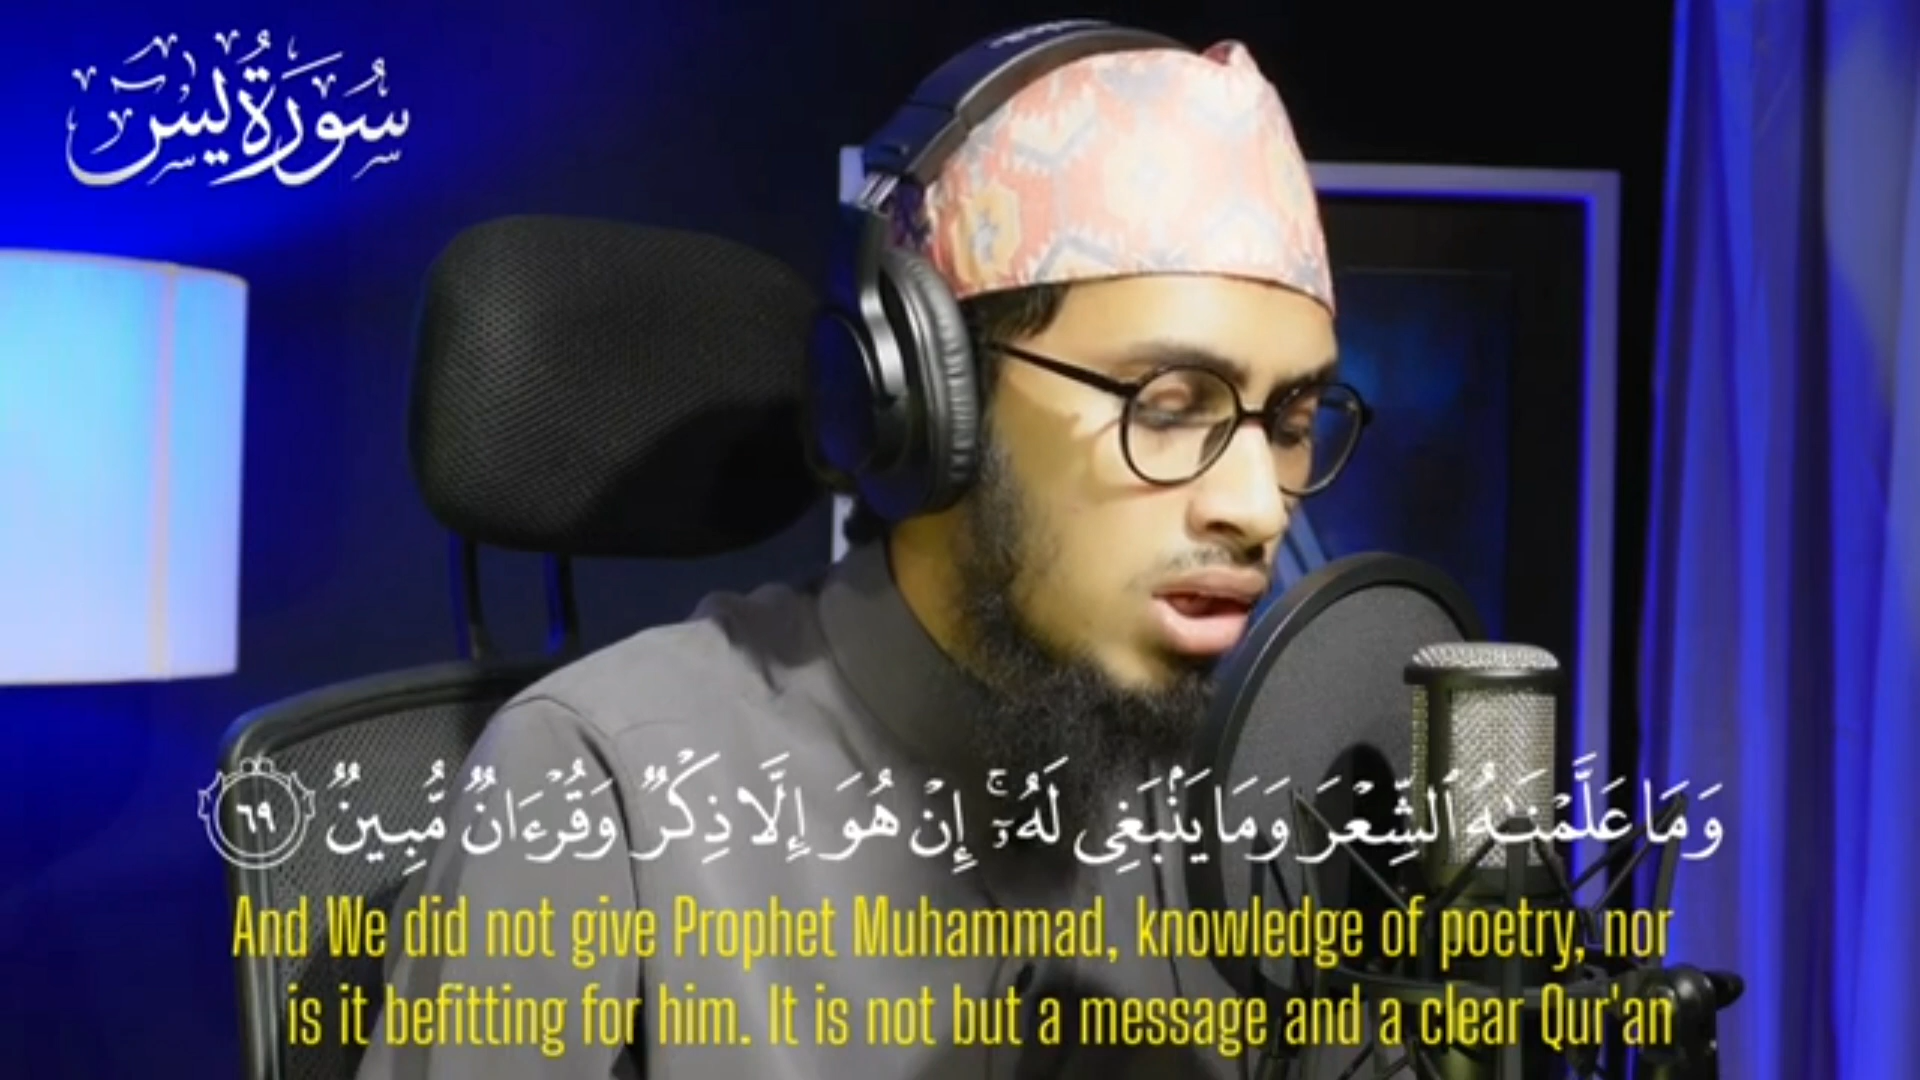 سُورَةُ يس
وَمَا عَلَّمْنَٰهُ ٱلشِّعْرَ وَمَا يَنۢبَغِى لَهُۥٓ ۚ إِنْ هُوَ إِلَّا ذِكْرٌ وَقُرْءَانٌ مُّبِينٌ ٦٩
And We did not give Prophet Muhammad, knowledge of poetry, nor
is it befitting for him. It is not but a message and a clear Qur'an